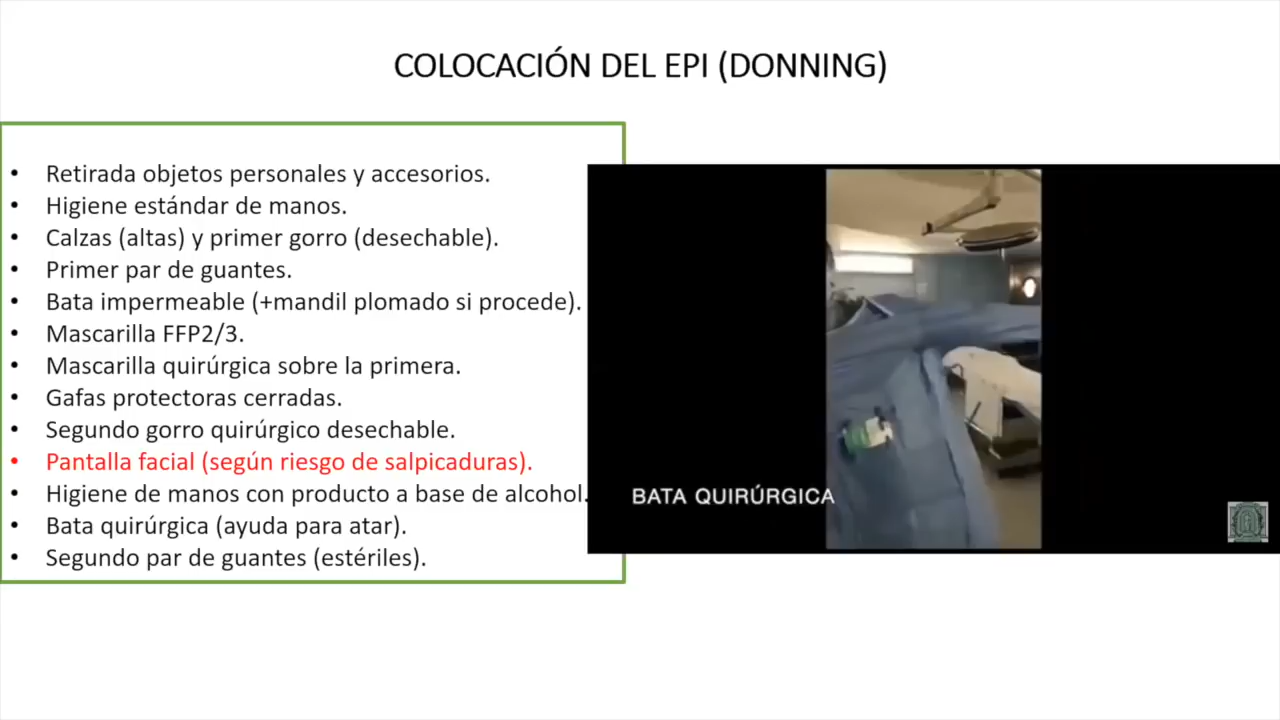 COLOCACIÓN DEL EPI (DONNING)
• Retirada objetos personales y accesorios.
• Higiene estándar de manos.
• Calzas (altas) y primer gorro (desechable).
• Primer par de guantes.
• Bata impermeable (+mandil plomado si procede).
• Mascarilla FFP2/3.
• Mascarilla quirúrgica sobre la primera.
• Gafas protectoras cerradas.
• Segundo gorro quirúrgico desechable.
• Pantalla facial (según riesgo de salpicaduras).
• Higiene de manos con producto a base de alcohol.
• Bata quirúrgica (ayuda para atar).
• Segundo par de guantes (estériles).
BATA QUIRÚRGICA